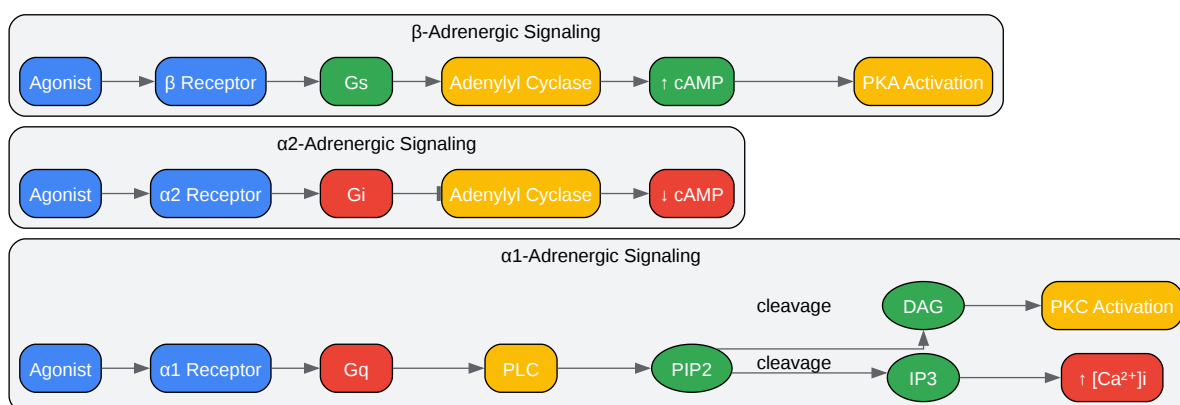 β-Adrenergic Signaling
Agonist
β Receptor
Gs
Adenylyl Cyclase
↑ cAMP
PKA Activation
α2-Adrenergic Signaling
Agonist
α2 Receptor
Gi
Adenylyl Cyclase
↓ cAMP
α1-Adrenergic Signaling
cleavage
DAG
PKC Activation
Agonist
α1 Receptor
Gq
PLC
PIP2
cleavage
IP3
↑ [Ca²⁺]i